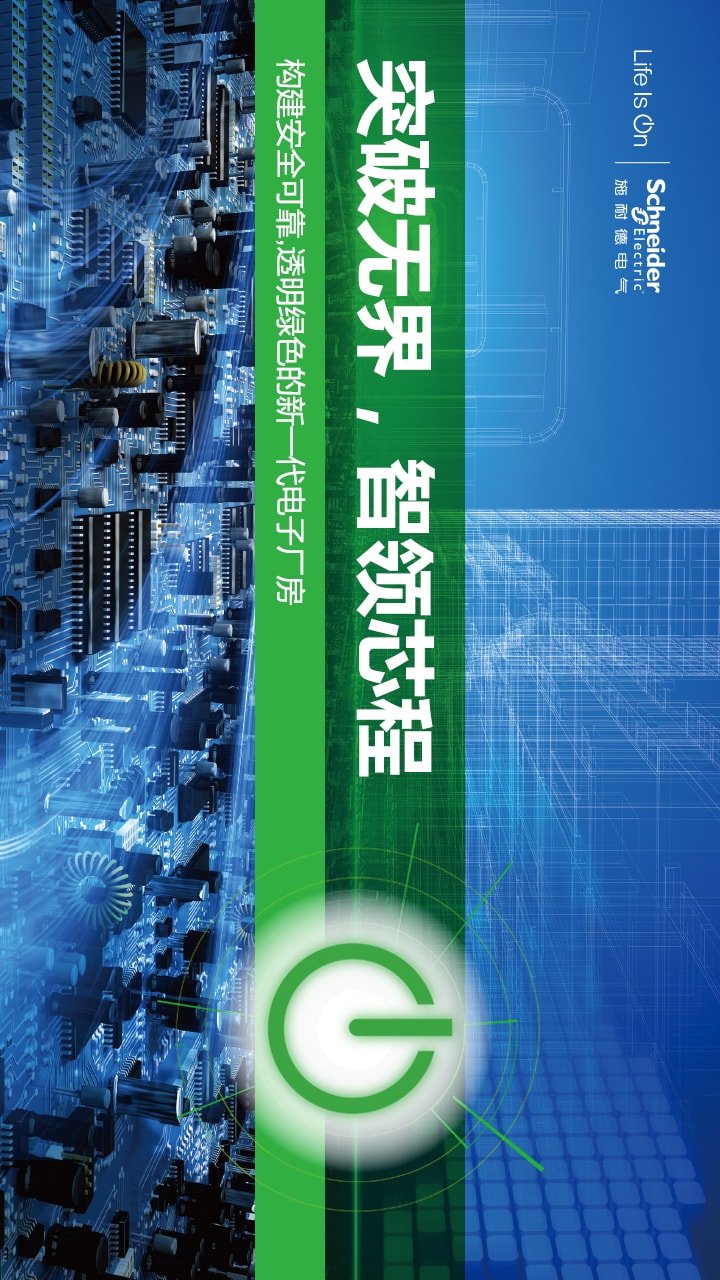 Life Is On
Schneider
Electric
施耐德电气
突破无界，智领芯程
构建安全可靠,透明绿色的新一代电子厂房